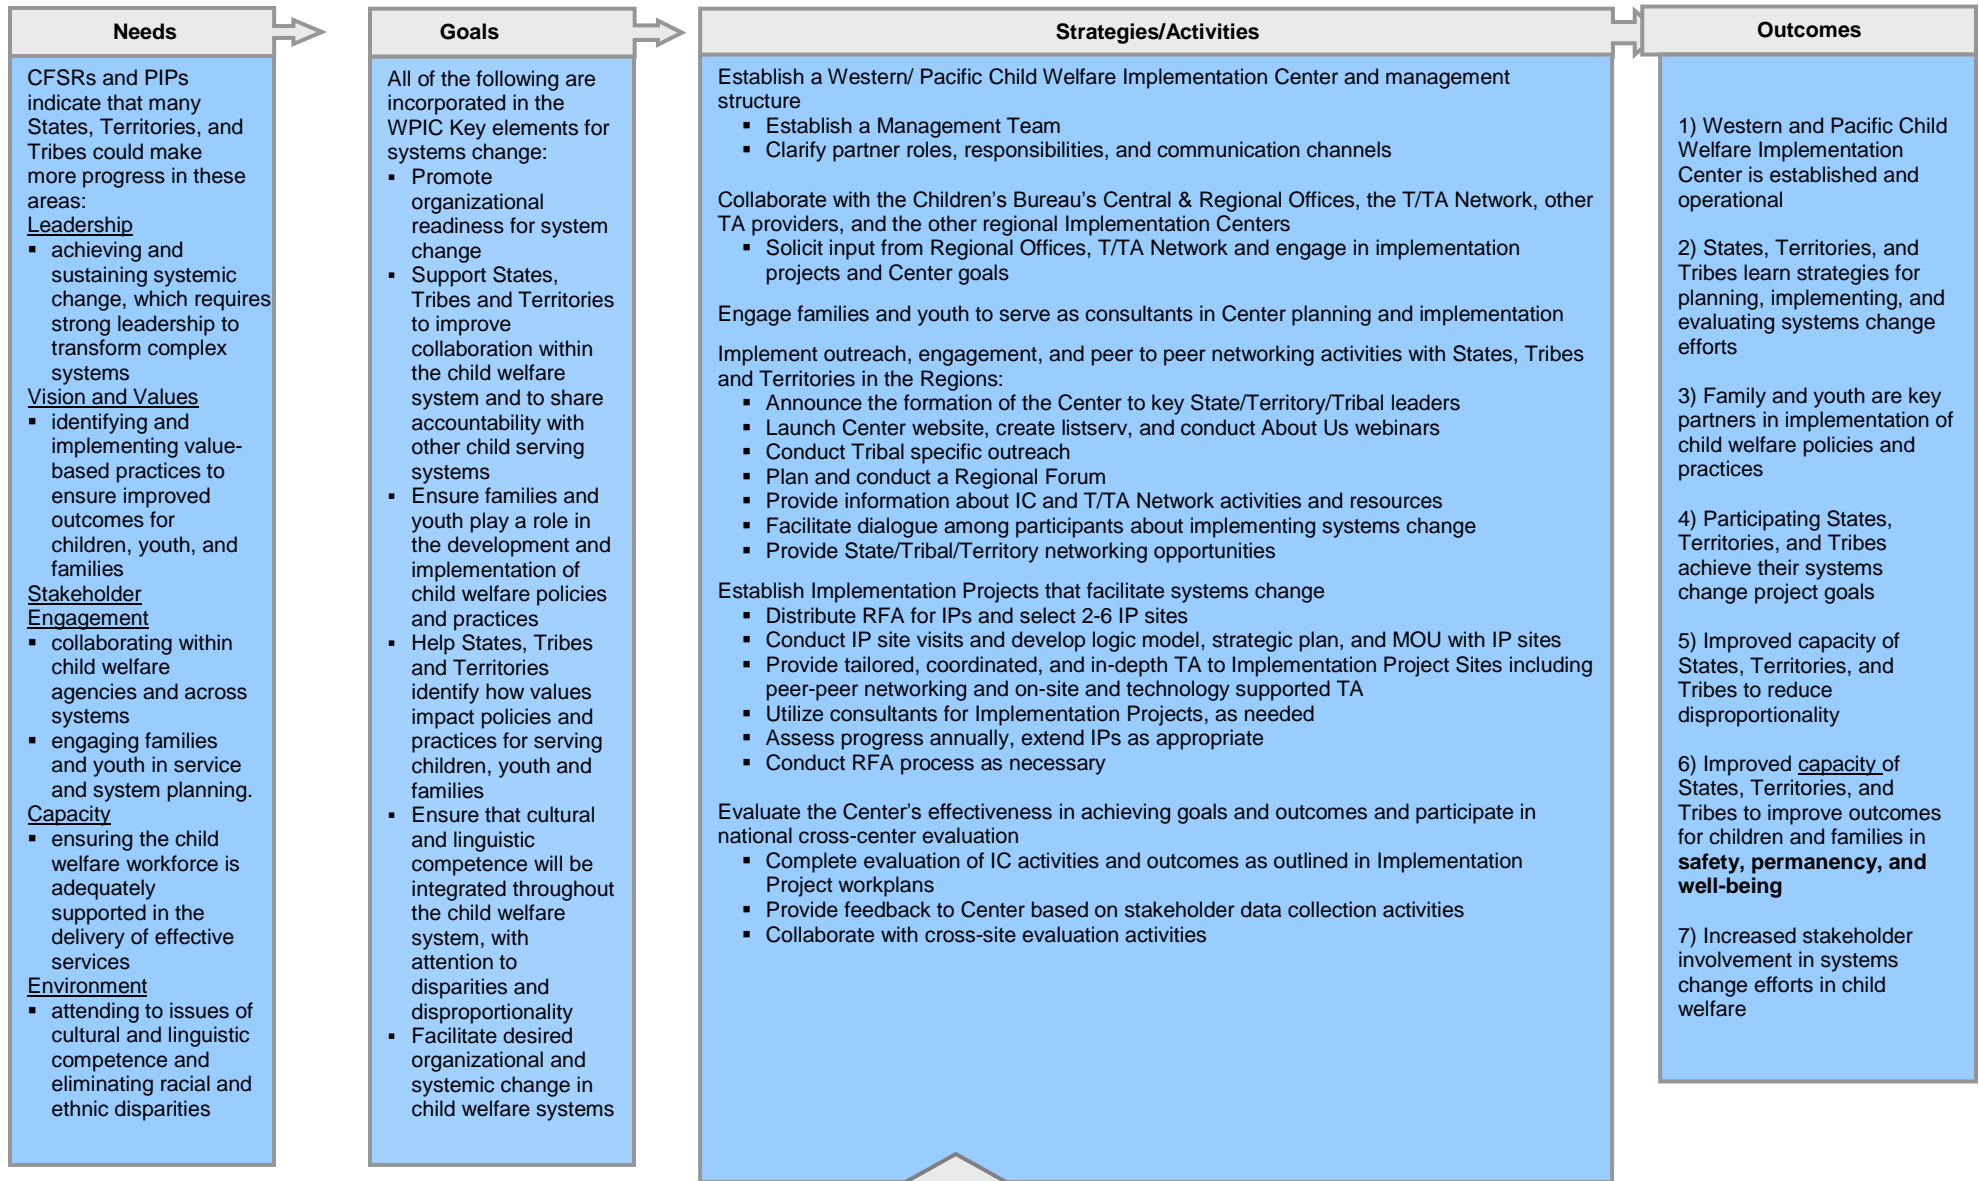 Needs
CFSRs and PIPs
indicate that many
States, Territories, and
Tribes could make
more progress in these
areas:
Leadership
▪ achieving and
sustaining systemic
change, which requires
strong leadership to
transform complex
systems
Vision and Values
▪ identifying and
implementing value-
based practices to
ensure improved
outcomes for
children, youth, and
families
Stakeholder
Engagement
▪ collaborating within
child welfare
agencies and across
systems
▪ engaging families
and youth in service
and system planning.
Capacity
▪ ensuring the child
welfare workforce is
adequately
supported in the
delivery of effective
services
Environment
▪ attending to issues of
cultural and linguistic
competence and
eliminating racial and
ethnic disparities
Goals
All of the following are
incorporated in the
WPIC Key elements for
systems change:
▪ Promote
organizational
readiness for system
change
▪ Support States,
Tribes and Territories
to improve
collaboration within
the child welfare
system and to share
accountability with
other child serving
systems
▪ Ensure families and
youth play a role in
the development and
implementation of
child welfare policies
and practices
▪ Help States, Tribes
and Territories
identify how values
impact policies and
practices for serving
children, youth and
families
▪ Ensure that cultural
and linguistic
competence will be
integrated throughout
the child welfare
system, with
attention to
disparities and
disproportionality
▪ Facilitate desired
organizational and
systemic change in
child welfare systems
Strategies/Activities
Establish a Western/ Pacific Child Welfare Implementation Center and management
structure
▪ Establish a Management Team
▪ Clarify partner roles, responsibilities, and communication channels
Collaborate with the Children’s Bureau’s Central & Regional Offices, the T/TA Network, other
TA providers, and the other regional Implementation Centers
▪ Solicit input from Regional Offices, T/TA Network and engage in implementation
projects and Center goals
Engage families and youth to serve as consultants in Center planning and implementation
Implement outreach, engagement, and peer to peer networking activities with States, Tribes
and Territories in the Regions:
▪ Announce the formation of the Center to key State/Territory/Tribal leaders
▪ Launch Center website, create listserv, and conduct About Us webinars
▪ Conduct Tribal specific outreach
▪ Plan and conduct a Regional Forum
▪ Provide information about IC and T/TA Network activities and resources
▪ Facilitate dialogue among participants about implementing systems change
▪ Provide State/Tribal/Territory networking opportunities
Establish Implementation Projects that facilitate systems change
▪ Distribute RFA for IPs and select 2-6 IP sites
▪ Conduct IP site visits and develop logic model, strategic plan, and MOU with IP sites
▪ Provide tailored, coordinated, and in-depth TA to Implementation Project Sites including
peer-peer networking and on-site and technology supported TA
▪ Utilize consultants for Implementation Projects, as needed
▪ Assess progress annually, extend IPs as appropriate
▪ Conduct RFA process as necessary
Evaluate the Center’s effectiveness in achieving goals and outcomes and participate in
national cross-center evaluation
▪ Complete evaluation of IC activities and outcomes as outlined in Implementation
Project workplans
▪ Provide feedback to Center based on stakeholder data collection activities
▪ Collaborate with cross-site evaluation activities
Outcomes
1) Western and Pacific Child
Welfare Implementation
Center is established and
operational
2) States, Territories, and
Tribes learn strategies for
planning, implementing, and
evaluating systems change
efforts
3) Family and youth are key
partners in implementation of
child welfare policies and
practices
4) Participating States,
Territories, and Tribes
achieve their systems
change project goals
5) Improved capacity of
States, Territories, and
Tribes to reduce
disproportionality
6) Improved capacity of
States, Territories, and
Tribes to improve outcomes
for children and families in
safety, permanency, and
well-being
7) Increased stakeholder
involvement in systems
change efforts in child
welfare